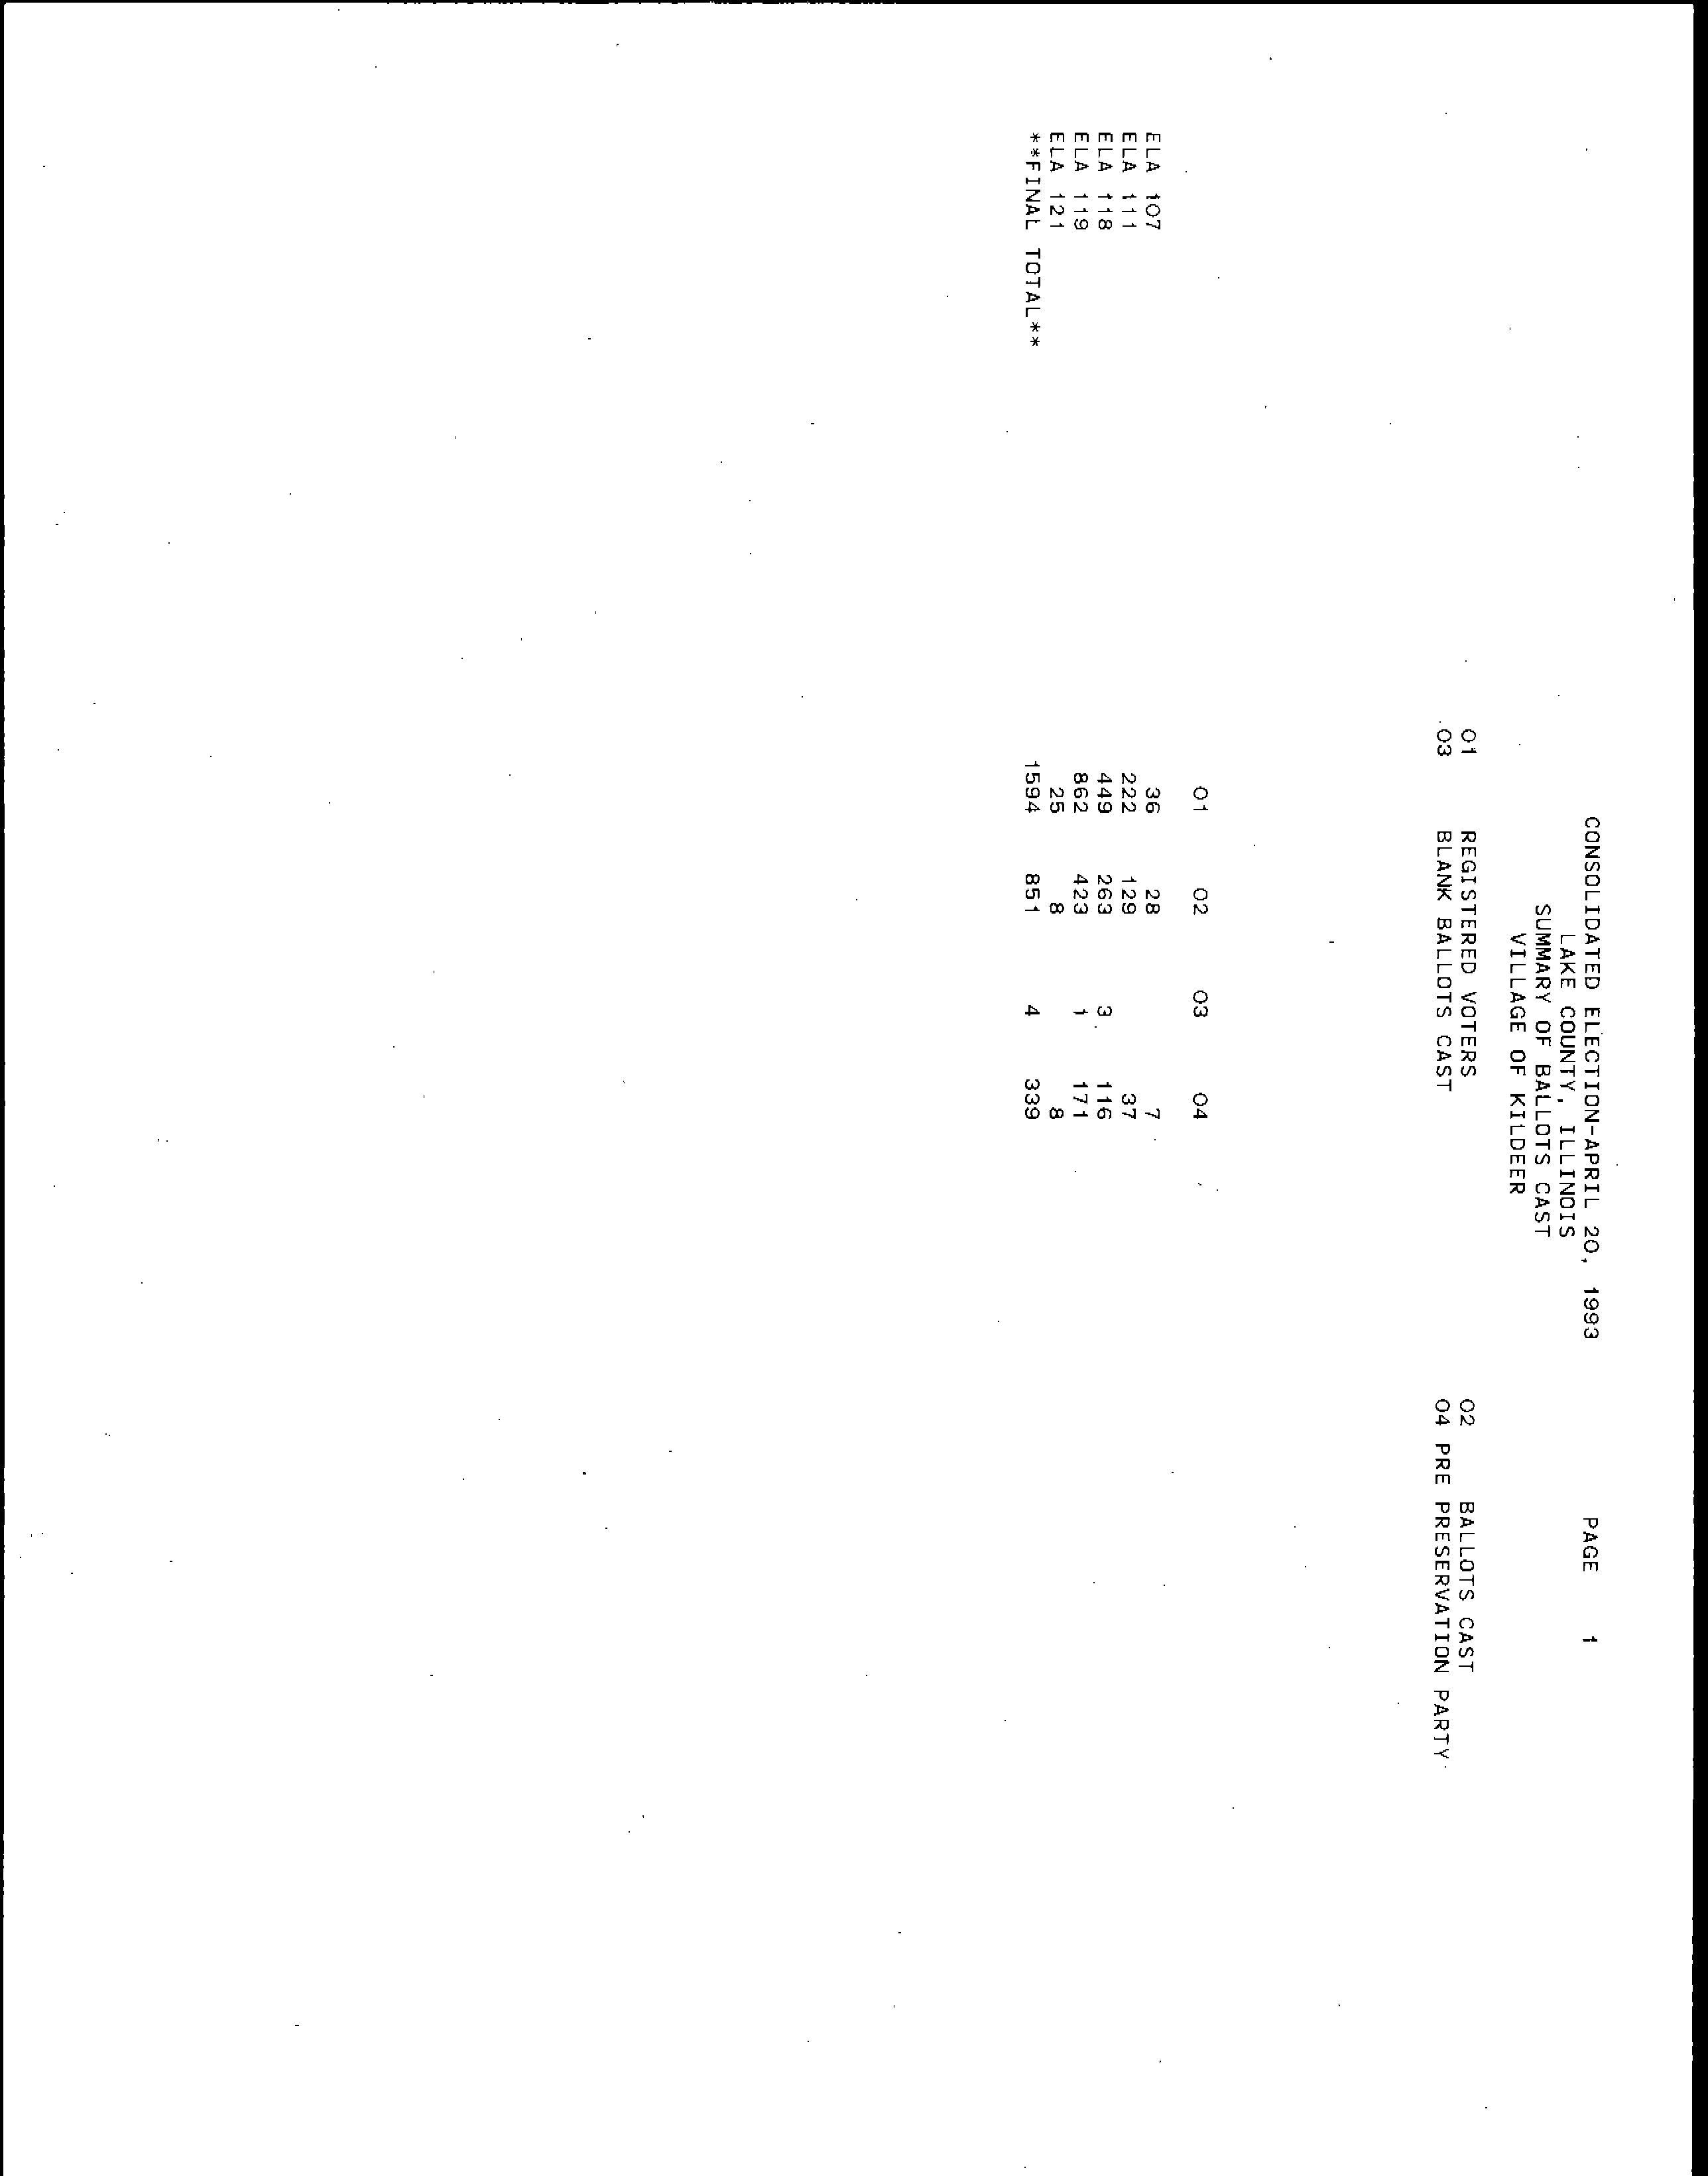 CONSOLIDATED ELECTION-APRIL 20, 1993 PAGE 1
LAKE COUNTY, ILLINOIS
SUMMARY OF BALLOTS CAST
VILLAGE OF KILDEER
01 REGISTERED VOTERS 02 BALLOTS CAST
03 BLANK BALLOTS CAST 04 PRE PRESERVATION PARTY
01 02 03 04
ELA 107 36 28 7
ELA 111 222 129 37
ELA 118 449 263 3 116
ELA 119 862 423 1 171
ELA 121 25 8 8
**FINAL TOTAL** 1594 851 4 339